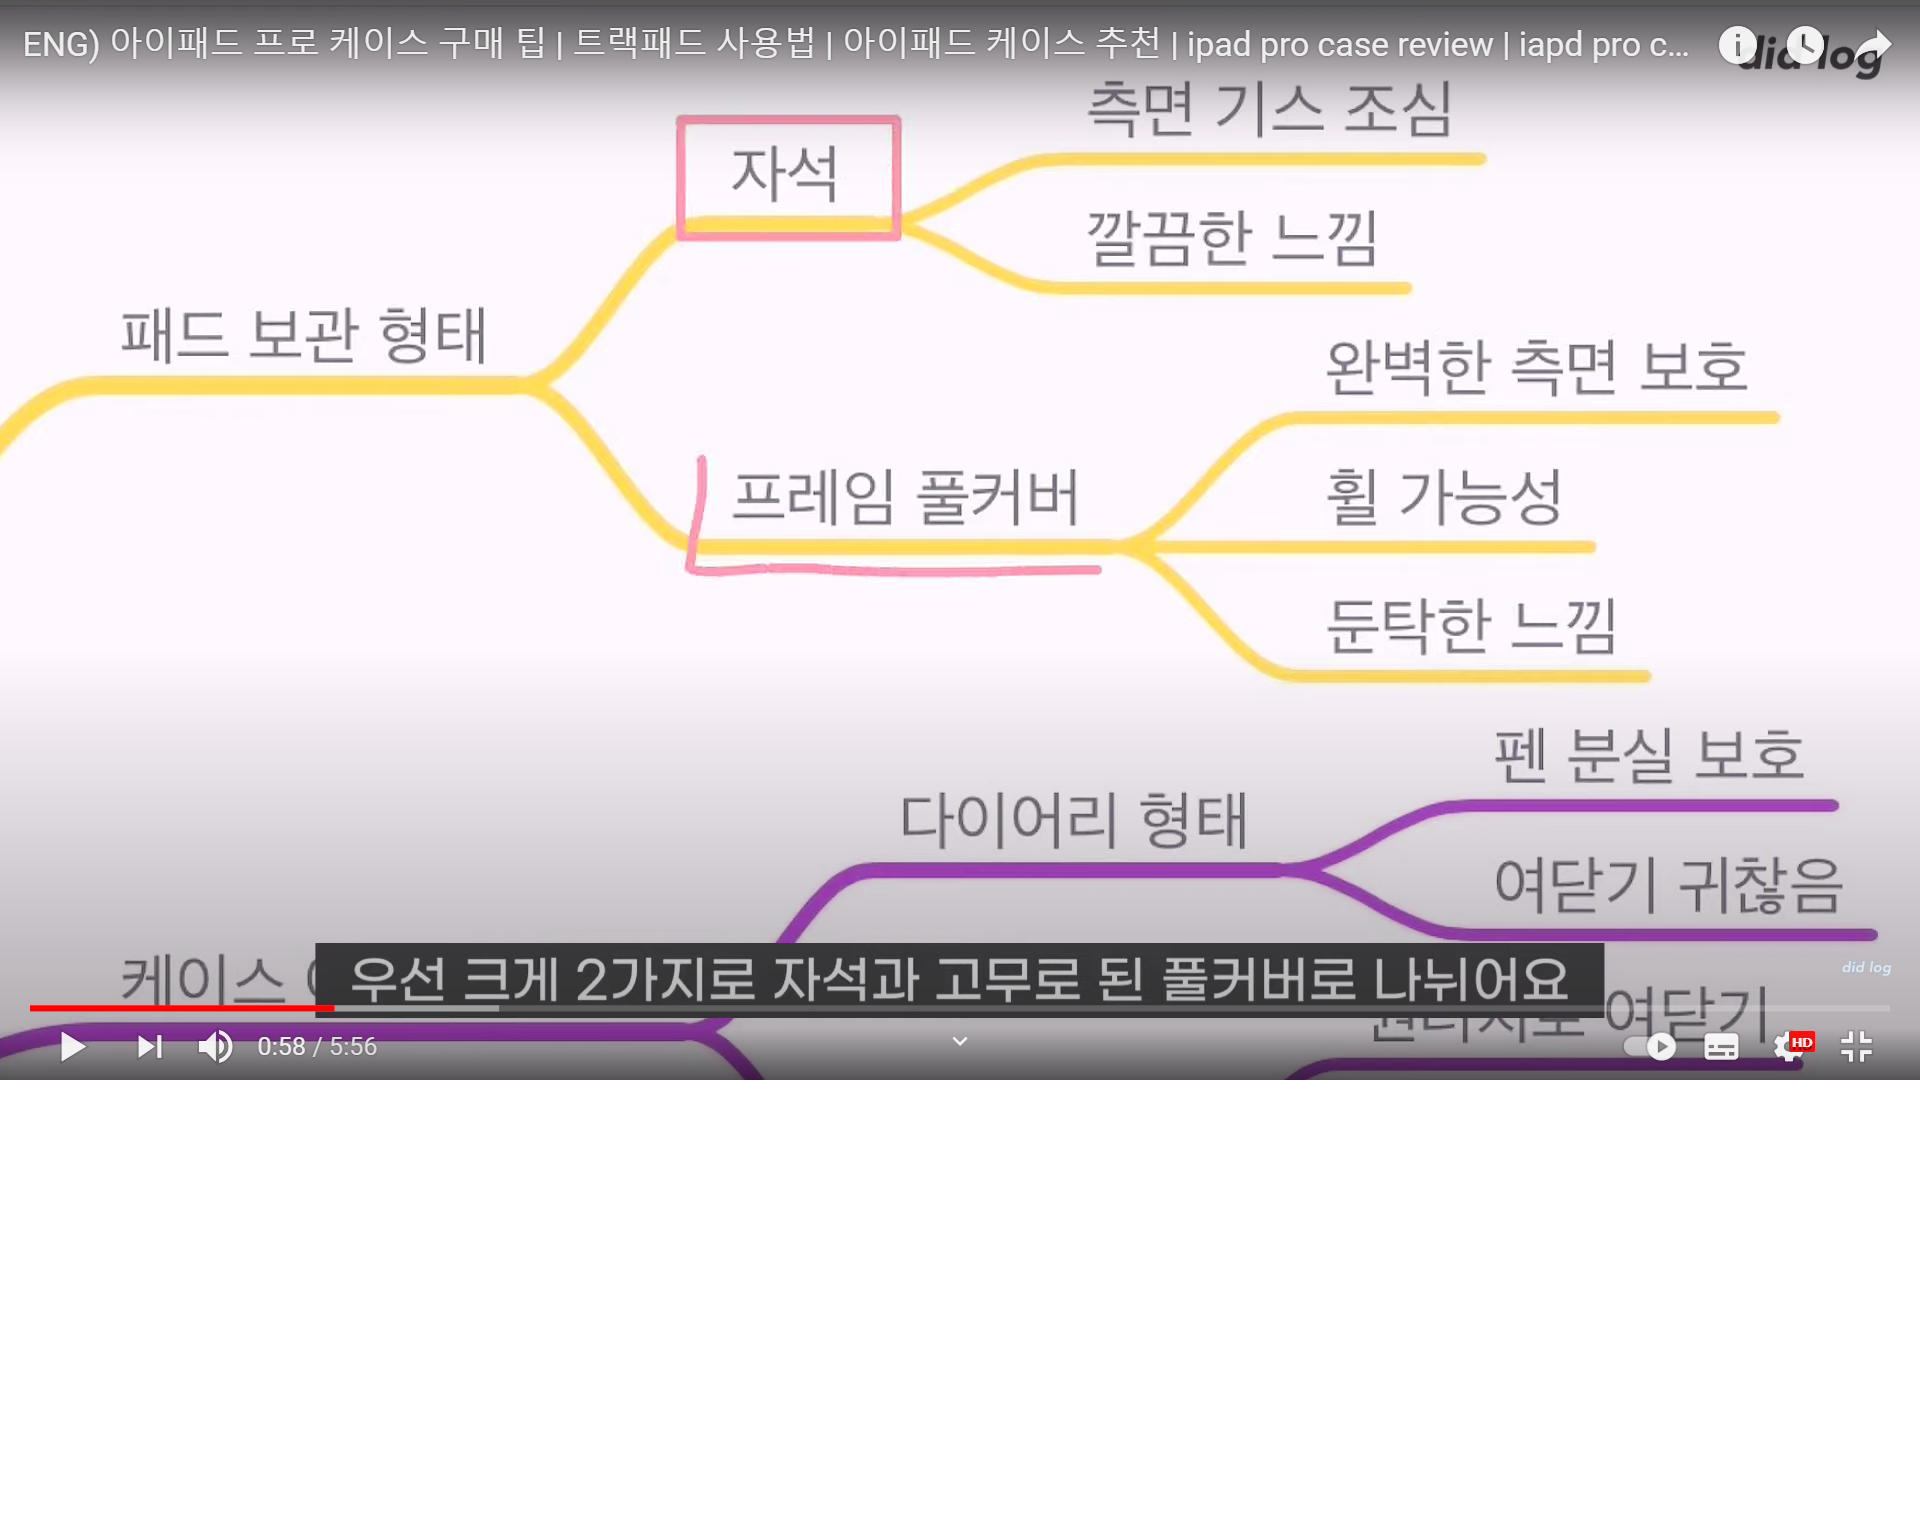 ENG) 아이패드 프로 케이스 구매 팁 | 트랙패드 사용법 | 아이패드 케이스 추천 | ipad pro case review | iapd pro c...
did log
측면 기스 조심
자석
깔끔한 느낌
패드 보관 형태
완벽한 측면 보호
프레임 풀커버
휠 가능성
둔탁한 느낌
펜 분실 보호
다이어리 형태
여닫기 귀찮음
케이스
우선 크게 2가지로 자석과 고무로 된 풀커버로 나뉘어요
did log
여닫기
0:58 / 5:56
HD